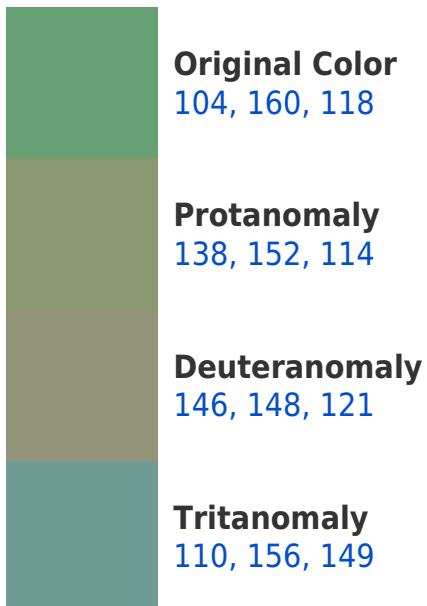 Original Color
104, 160, 118
Protanomaly
138, 152, 114
Deuteranomaly
146, 148, 121
Tritanomaly
110, 156, 149